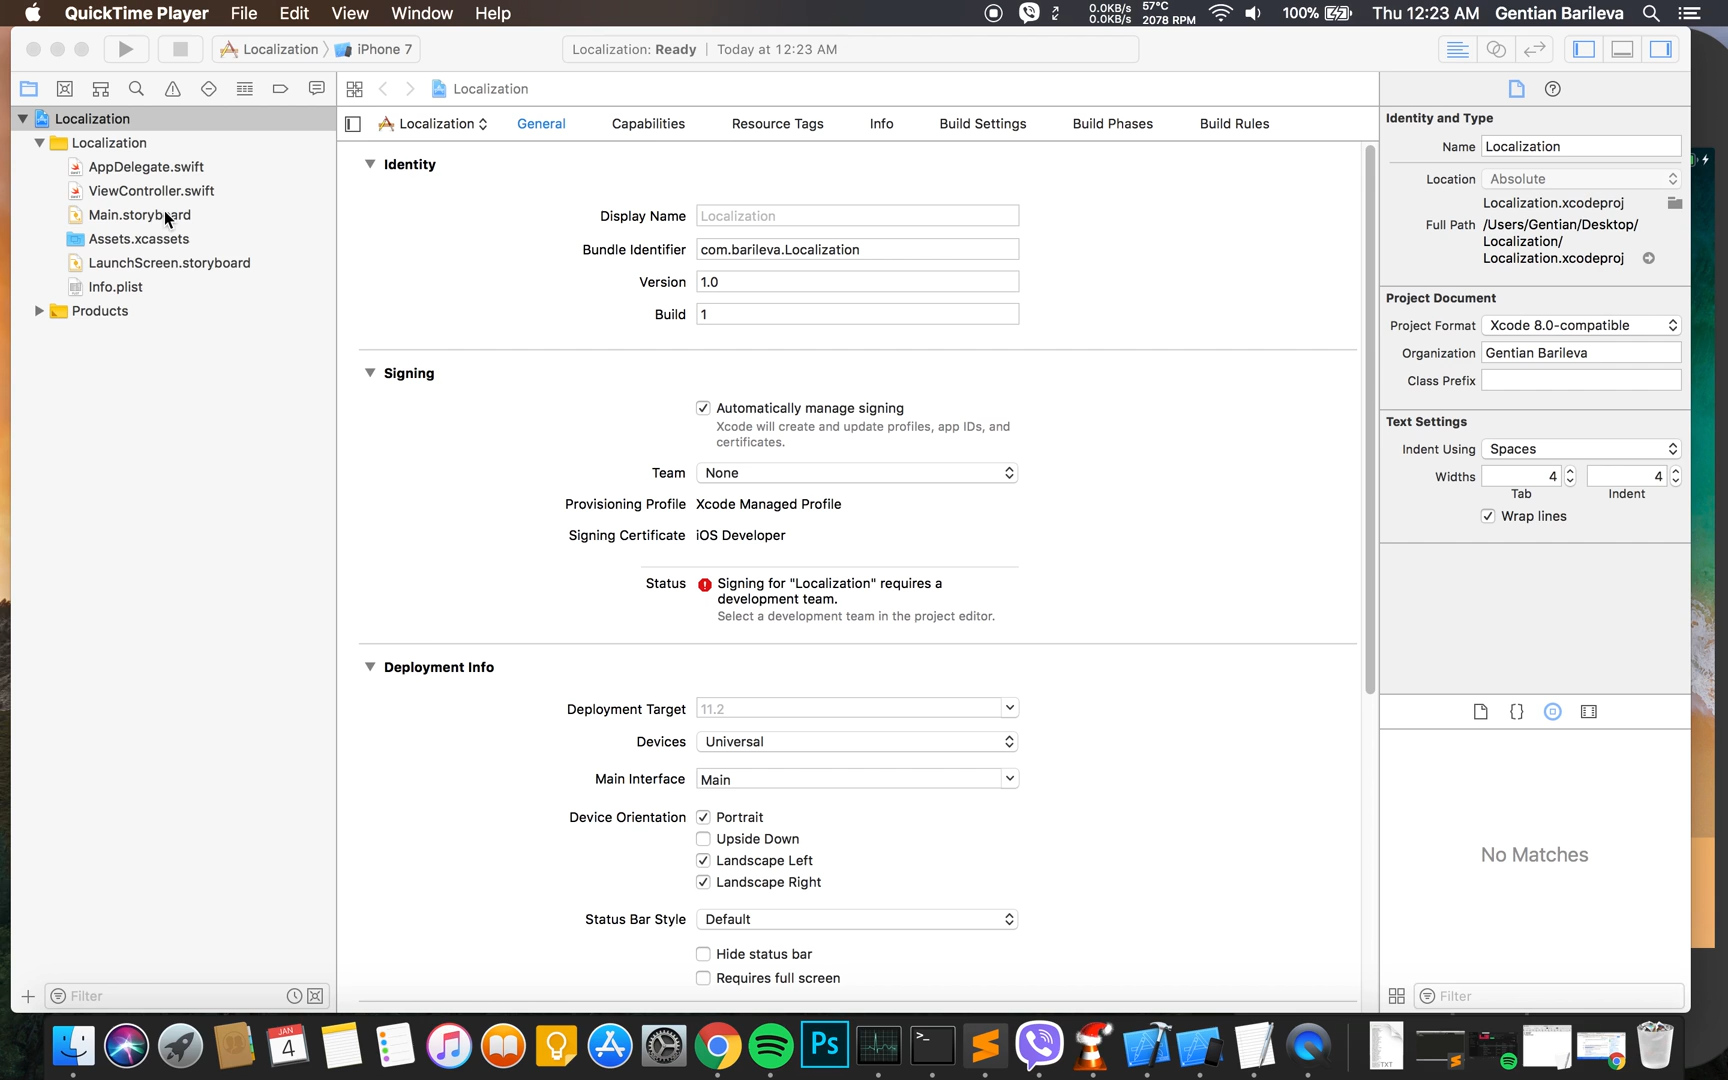 QuickTime Player File Edit View Window Help 0.0KB/s 0.0KB/s 57°C 2078 RPM 100% Thu 12:23 AM Gentian Barileva
Localization iPhone 7 Localization: Ready Today at 12:23 AM
Localization
Localization
Localization
AppDelegate.swift
ViewController.swift
Main.storyboard
Assets.xcassets
LaunchScreen.storyboard
Info.plist
Products
Filter
Localization General Capabilities Resource Tags Info Build Settings Build Phases Build Rules
Identity
Display Name Localization
Bundle Identifier com.barileva.Localization
Version 1.0
Build 1
Signing
Automatically manage signing
Xcode will create and update profiles, app IDs, and
certificates.
Team None
Provisioning Profile Xcode Managed Profile
Signing Certificate iOS Developer
Status Signing for "Localization" requires a
development team.
Select a development team in the project editor.
Deployment Info
Deployment Target 11.2
Devices Universal
Main Interface Main
Device Orientation Portrait
Upside Down
Landscape Left
Landscape Right
Status Bar Style Default
Hide status bar
Requires full screen
Identity and Type
Name Localization
Location Absolute
Localization.xcodeproj
Full Path /Users/Gentian/Desktop/
Localization/
Localization.xcodeproj
Project Document
Project Format Xcode 8.0-compatible
Organization Gentian Barileva
Class Prefix
Text Settings
Indent Using Spaces
Widths 4 4
Tab Indent
Wrap lines
{}
No Matches
Filter
JAN
4
Ps
TXT